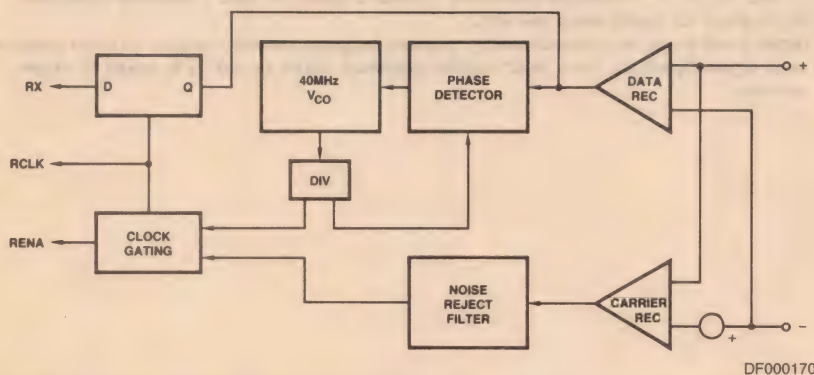 RX
D
Q
40MHz
VCO
PHASE
DETECTOR
DATA
REC
+
RCLK
DIV
RENA
CLOCK
GATING
NOISE
REJECT
FILTER
CARRIER
REC
+
-
DF000170